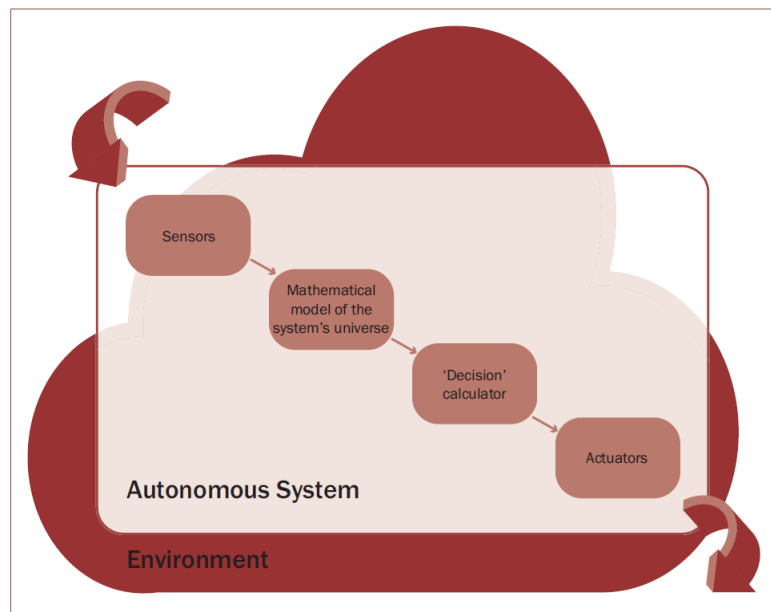 Sensors
Mathematical
model of the
system’s universe
‘Decision’
calculator
Actuators
Autonomous System
Environment